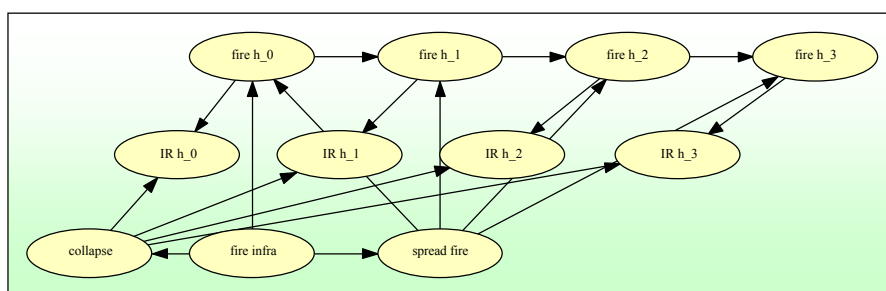 fire h_0
fire h_1
fire h_2
fire h_3
IR h_0
IR h_1
IR h_2
IR h_3
collapse
fire infra
spread fire